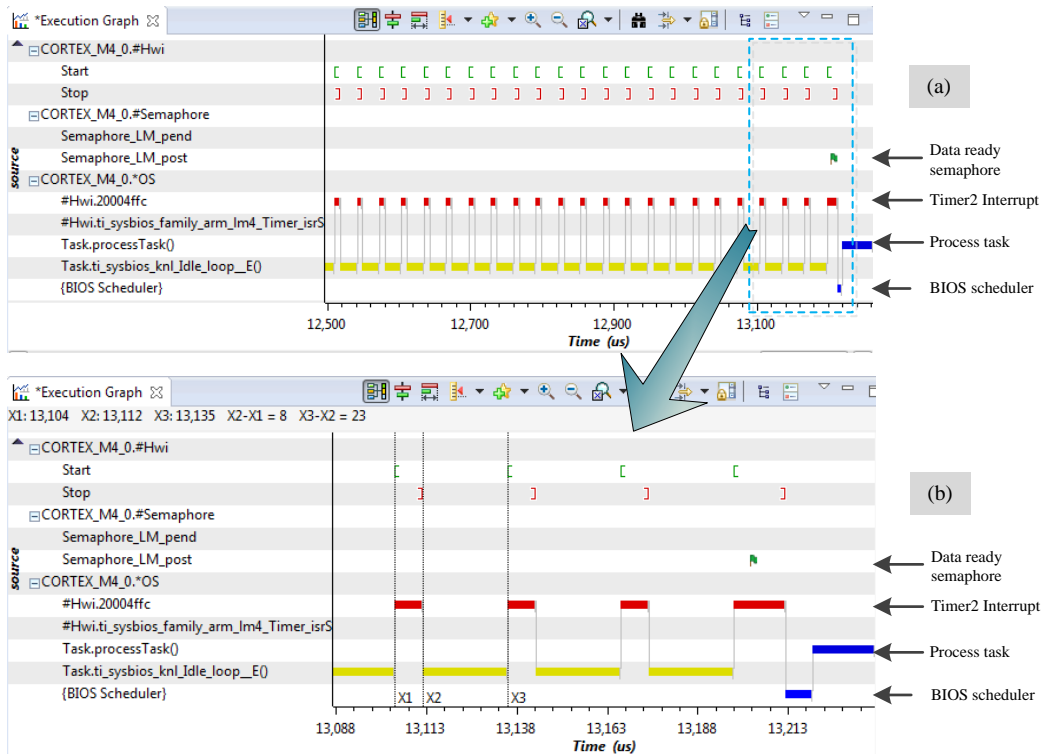 *Execution Graph
CORTEX_M4_0.#Hwi
Start
Stop
(a)
CORTEX_M4_0.#Semaphore
Semaphore_LM_pend
Semaphore_LM_post
Data ready
semaphore
source
CORTEX_M4_0.*OS
#Hwi.20004ffc
Timer2 Interrupt
#Hwi.ti_sysbios_family_arm_lm4_Timer_isrS
Task.processTask()
Process task
Task.ti_sysbios_knl_Idle_loop__E()
{BIOS Scheduler}
BIOS scheduler
12,500 12,700 12,900 13,100
Time (us)
*Execution Graph
X1: 13,104 X2: 13,112 X3: 13,135 X2-X1 = 8 X3-X2 = 23
CORTEX_M4_0.#Hwi
Start
Stop
(b)
CORTEX_M4_0.#Semaphore
Semaphore_LM_pend
Semaphore_LM_post
Data ready
semaphore
source
CORTEX_M4_0.*OS
#Hwi.20004ffc
Timer2 Interrupt
#Hwi.ti_sysbios_family_arm_lm4_Timer_isrS
Task.processTask()
Process task
Task.ti_sysbios_knl_Idle_loop__E()
{BIOS Scheduler}
X1 X2 X3
BIOS scheduler
13,088 13,113 13,138 13,163 13,188 13,213
Time (us)